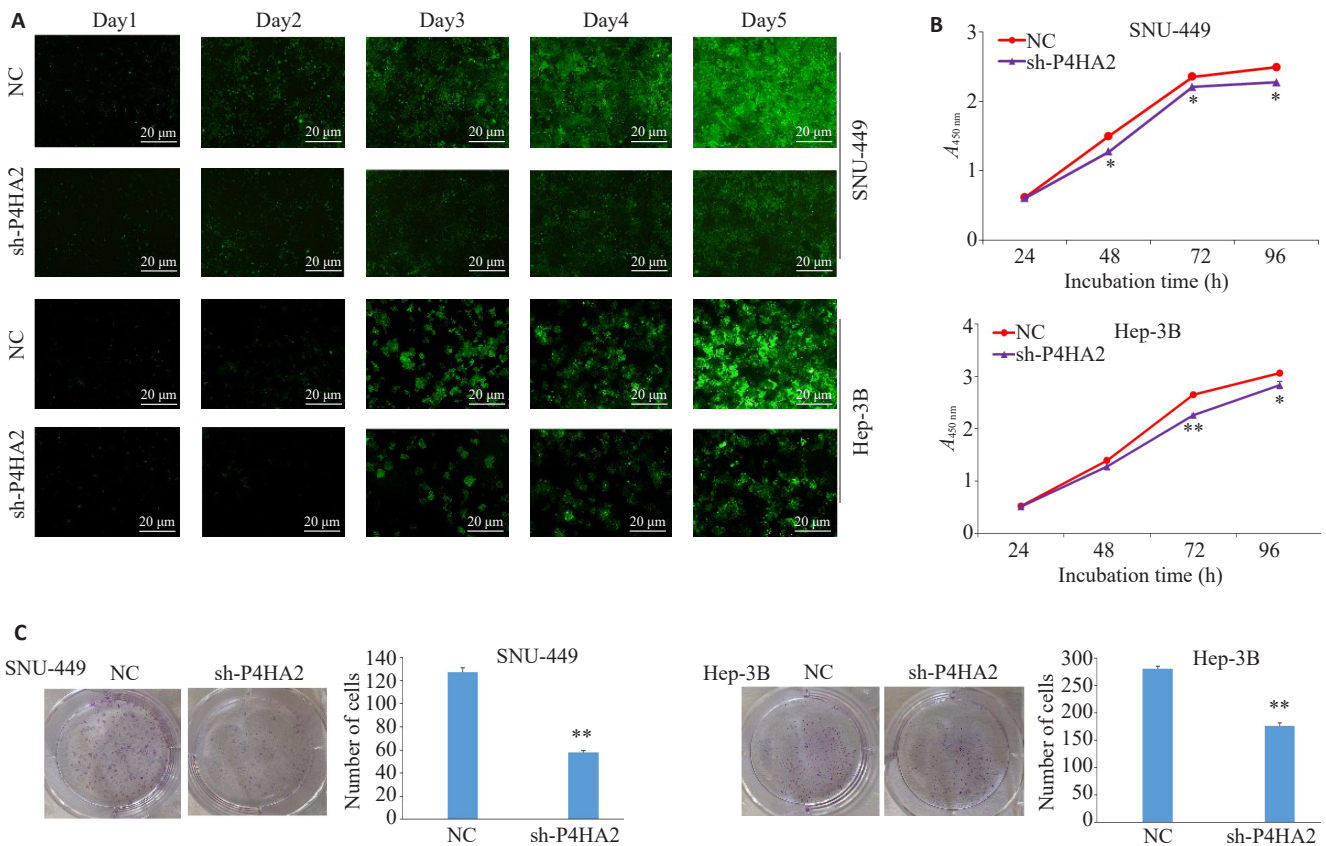 A
Day1 Day2 Day3 Day4 Day5
NC
20 μm 20 μm 20 μm 20 μm 20 μm
sh-P4HA2
20 μm 20 μm 20 μm 20 μm 20 μm
SNU-449
NC
20 μm 20 μm 20 μm 20 μm 20 μm
sh-P4HA2
20 μm 20 μm 20 μm 20 μm 20 μm
Hep-3B
B
SNU-449
NC
sh-P4HA2
3
2
1
0
A450 nm
* * *
24 48 72 96
Incubation time (h)
Hep-3B
NC
sh-P4HA2
4
3
2
1
0
A450 nm
** *
24 48 72 96
Incubation time (h)
C
SNU-449 NC sh-P4HA2
SNU-449
Number of cells
140
120
100
80
60
40
20
0
**
NC sh-P4HA2
Hep-3B NC sh-P4HA2
Hep-3B
Number of cells
300
250
200
150
100
50
0
**
NC sh-P4HA2